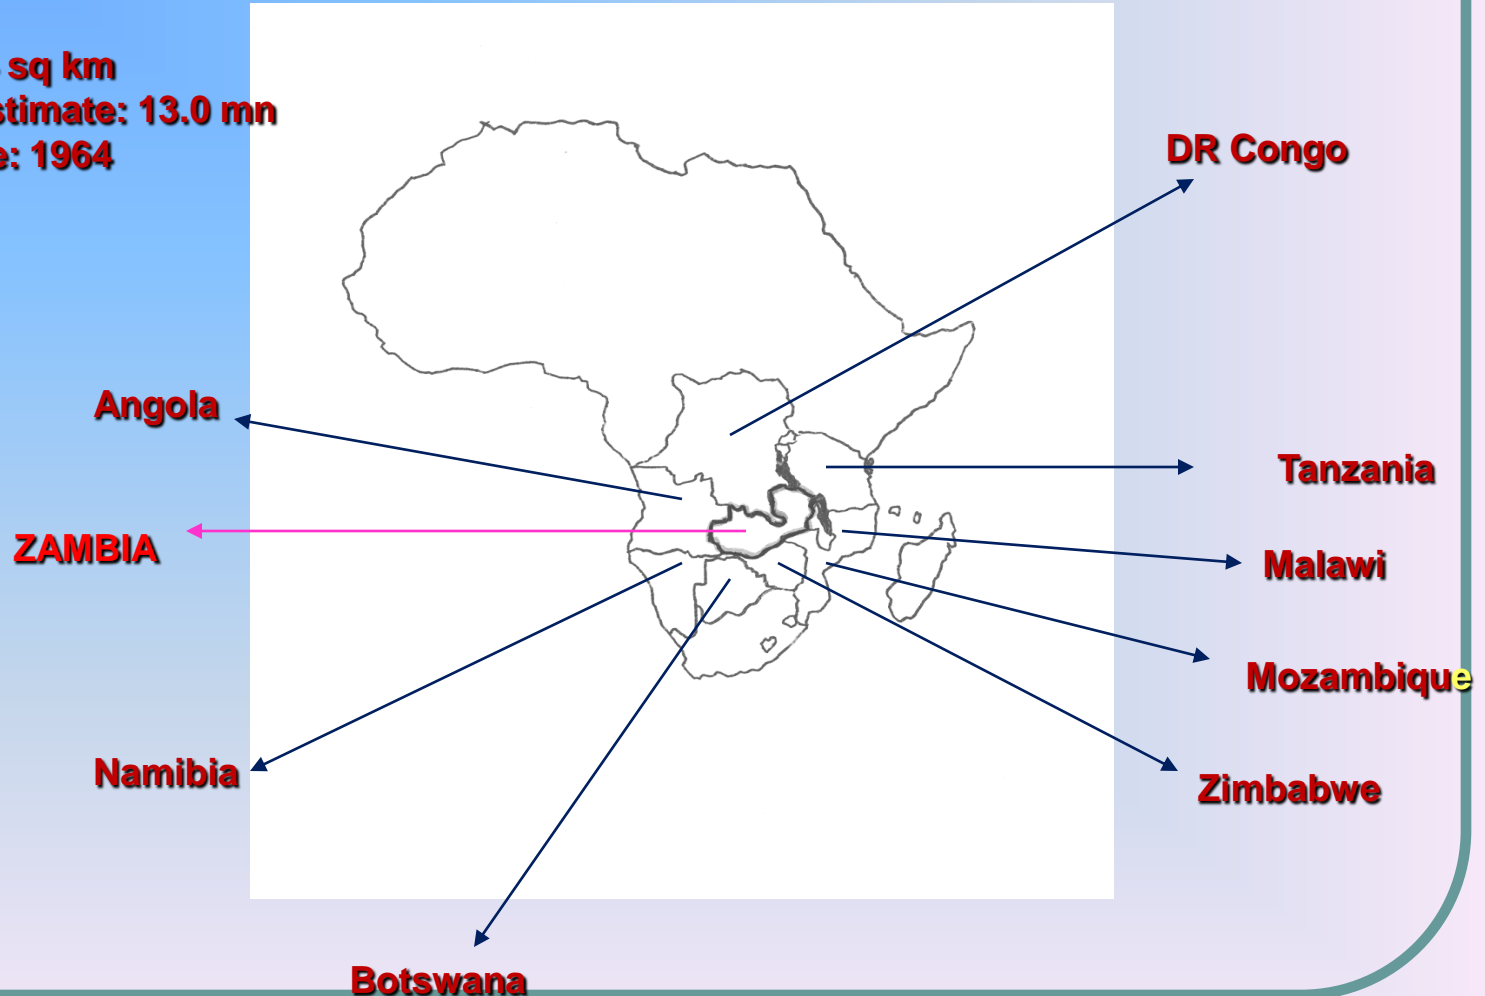 sq km
stimate: 13.0 mn
e: 1964
DR Congo
Angola
Tanzania
ZAMBIA
Malawi
Mozambique
Namibia
Zimbabwe
Botswana